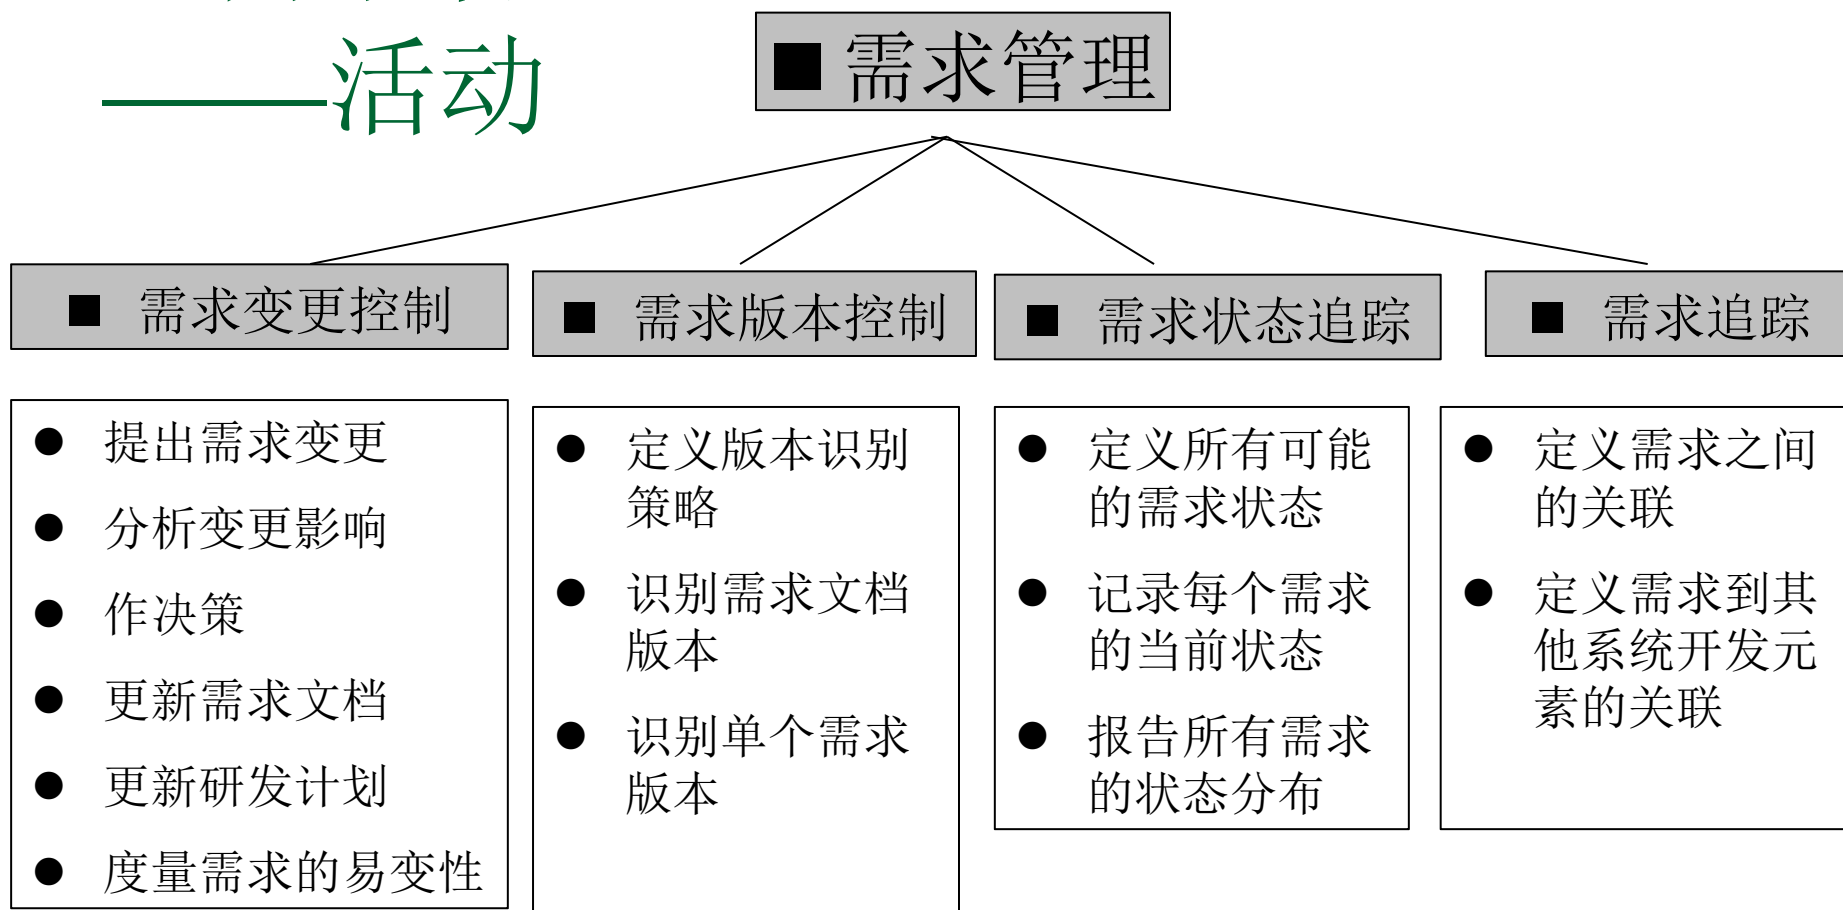 ——活动
■ 需求管理
■ 需求变更控制
■ 需求版本控制
■ 需求状态追踪
■ 需求追踪
● 提出需求变更
● 分析变更影响
● 作决策
● 更新需求文档
● 更新研发计划
● 度量需求的易变性
● 定义版本识别
策略
● 识别需求文档
版本
● 识别单个需求
版本
● 定义所有可能
的需求状态
● 记录每个需求
的当前状态
● 报告所有需求
的状态分布
● 定义需求之间
的关联
● 定义需求到其
他系统开发元
素的关联